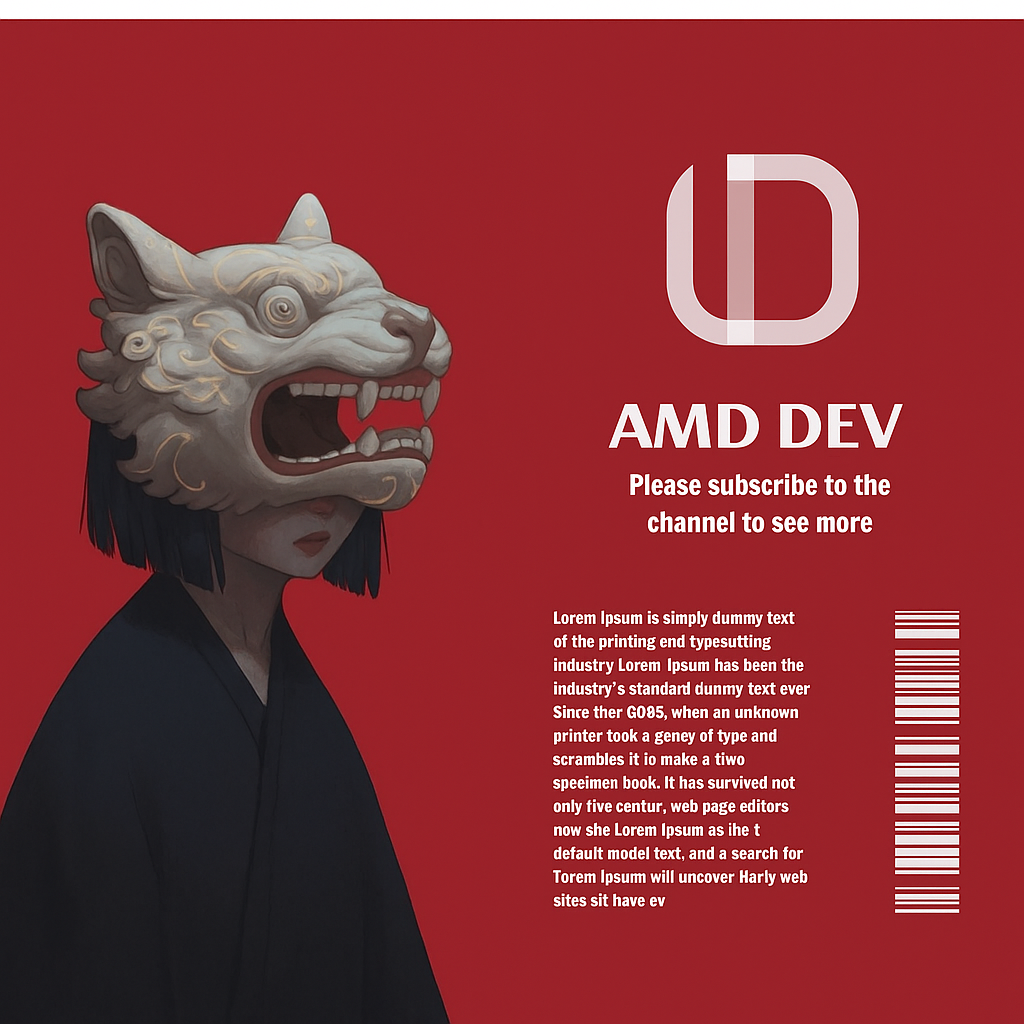 AMD DEV
Please subscribe to the
channel to see more
Lorem Ipsum is simply dummy text
of the printing end typesutting
industry Lorem Ipsum has been the
industry's standard dunmy text ever
Since ther GO85, when an unknown
printer took a geney of type and
scrambles it io make a tiwo
speeimen book. It has survived not
only five centur, web page editors
now she Lorem Ipsum as ihe t
default model text, and a search for
Torem Ipsum will uncover Harly web
sites sit have ev